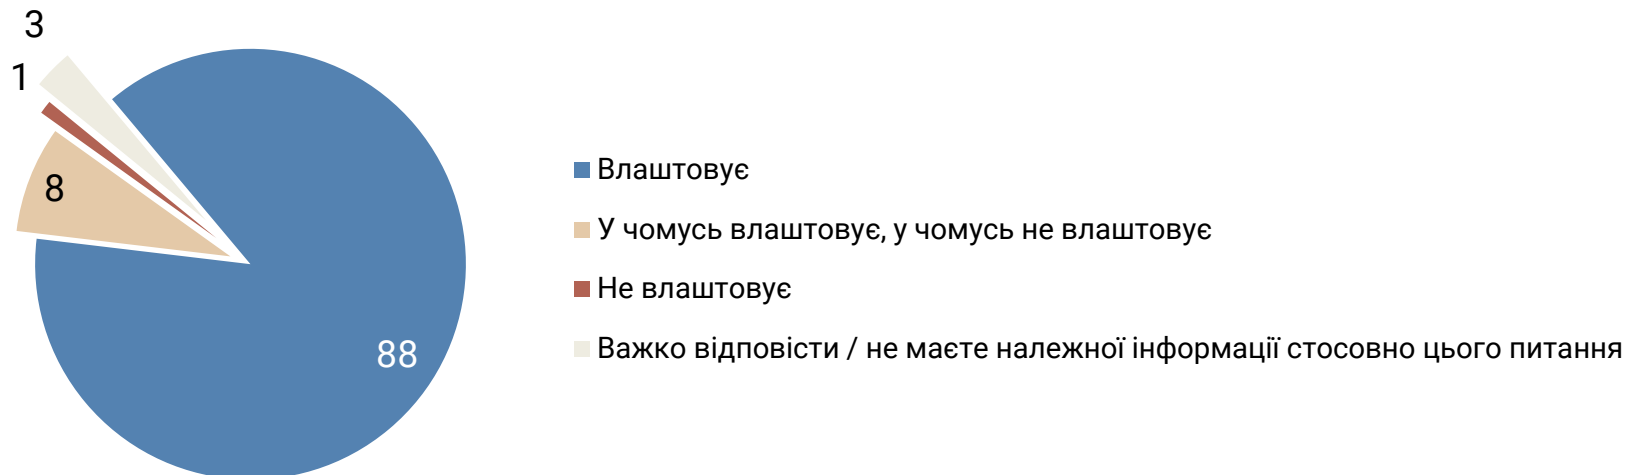 3
1
8
88
Влаштовує
У чомусь влаштовує, у чомусь не влаштовує
Не влаштовує
Важко відповісти / не маєте належної інформації стосовно цього питання